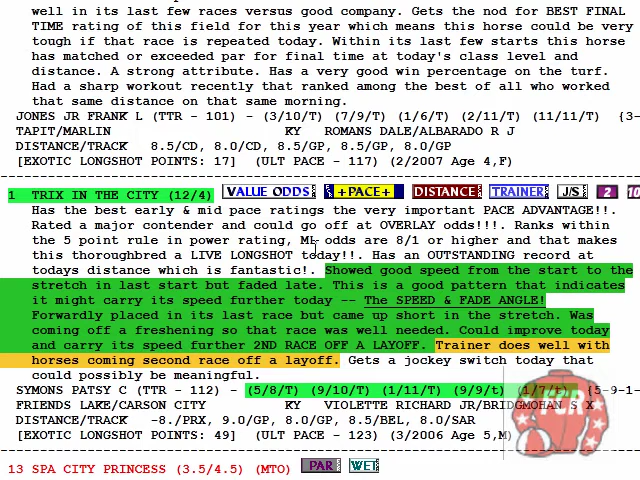 well in its last few races versus good company. Gets the nod for BEST FINAL
TIME rating of this field for this year which means this horse could be very
tough if that race is repeated today. Within its last few starts this horse
has matched or exceeded par for final time at today's class level and
distance. A strong attribute. Has a very good win percentage on the turf.
Had a sharp workout recently that ranked among the best of all who worked
that same distance on that same morning.
JONES JR FRANK L (TTR - 101) - (3/10/T) (7/9/T) (1/6/T) (2/11/T) (11/11/T) {3-
TAPIT/MARLIN KY ROMANS DALE/ALBARADO R J
DISTANCE/TRACK 8.5/CD, 8.0/CD, 8.5/GP, 8.5/GP, 8.0/GP
[EXOTIC LONGSHOT POINTS: 17] (ULT PACE - 117) (2/2007 Age 4,F)
1 TRIX IN THE CITY (12/4) VALUE ODDS +PACE+ DISTANCE TRAINER J/S 2 10
Has the best early & mid pace ratings the very important PACE ADVANTAGE!!.
Rated a major contender and could go off at OVERLAY odds!!!. Ranks within
the 5 point rule in power rating, ML odds are 8/1 or higher and that makes
this thoroughbred a LIVE LONGSHOT today!!. Has an OUTSTANDING record at
todays distance which is fantastic!. Showed good speed from the start to the
stretch in last start but faded late. This is a good pattern that indicates
it might carry its speed further today -- The SPEED & FADE ANGLE!
Forwardly placed in its last race but came up short in the stretch. Was
coming off a freshening so that race was well needed. Could improve today
and carry its speed further 2ND RACE OFF A LAYOFF. Trainer does well with
horses coming second race off a layoff. Gets a jockey switch today that
could possibly be meaningful.
SYMONS PATSY C (TTR - 112) - (5/8/T) (9/10/T) (1/11/T) (9/9/t) (1/7/t) {5-9-1-
FRIENDS LAKE/CARSON CITY KY VIOLETTE RICHARD JR/BRIDGMOHAN S X
DISTANCE/TRACK -8./PRX, 9.0/GP, 8.0/GP, 8.5/BEL, 8.0/SAR
[EXOTIC LONGSHOT POINTS: 49] (ULT PACE - 123) (3/2006 Age 5,M)
13 SPA CITY PRINCESS (3.5/4.5) (MTO) PAR WET